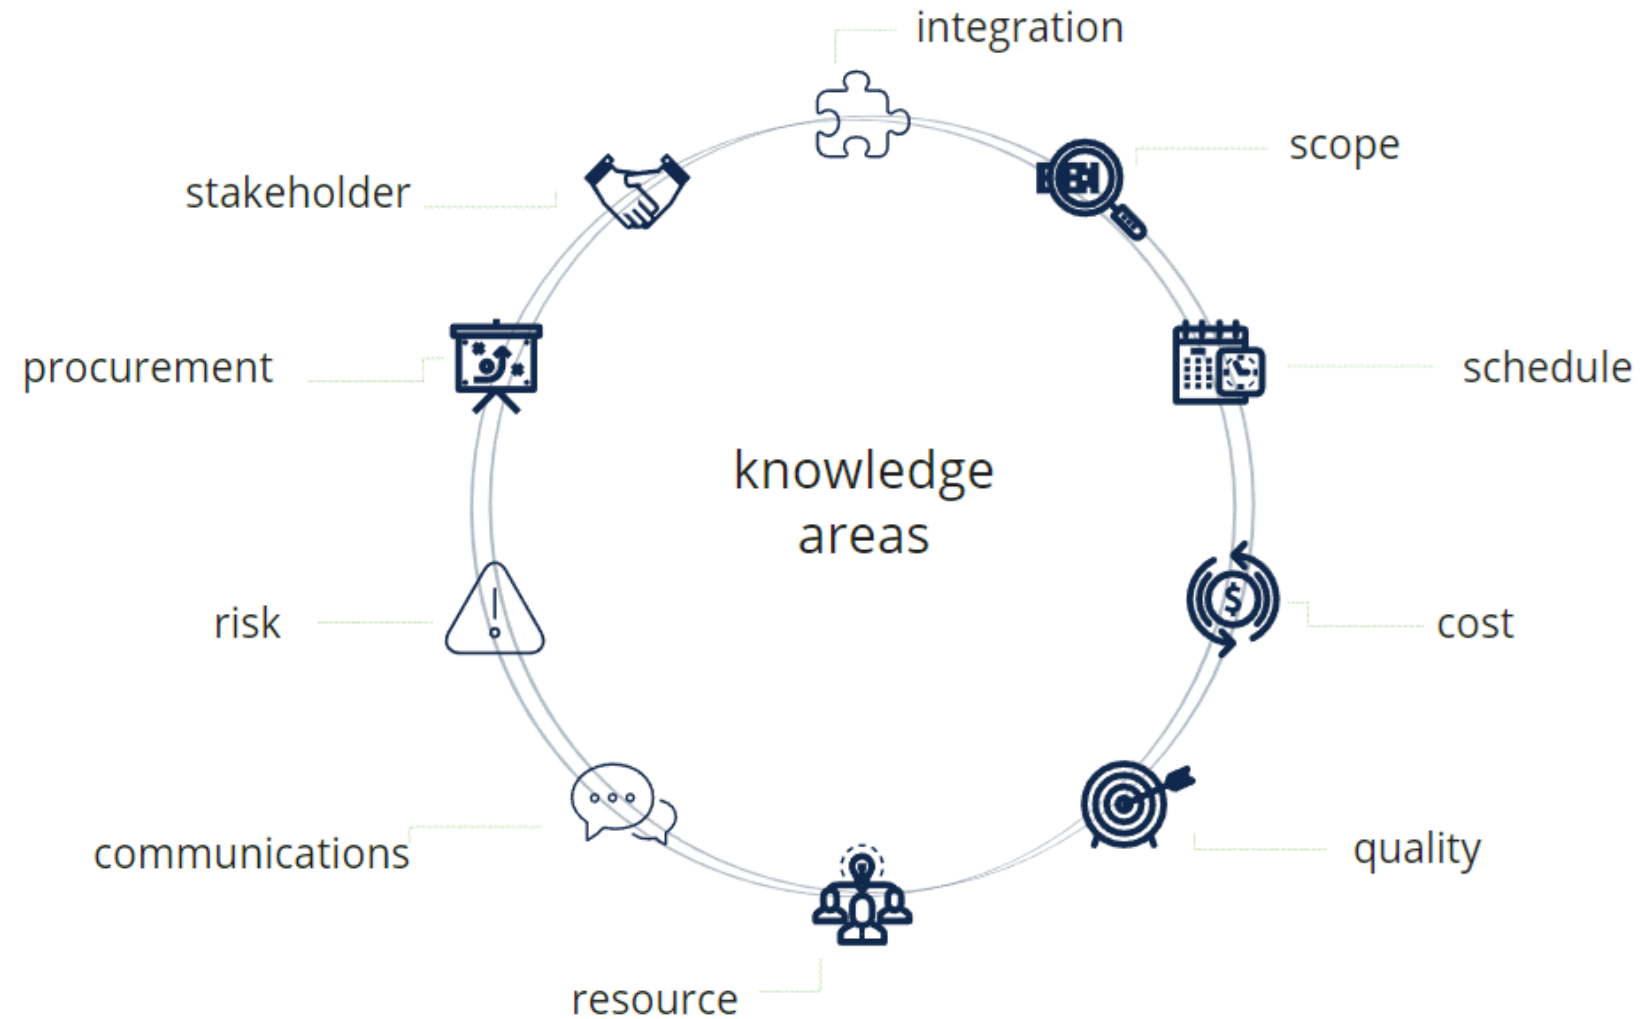 integration
scope
stakeholder
procurement
schedule
knowledge
areas
$
risk
cost
communications
quality
resource